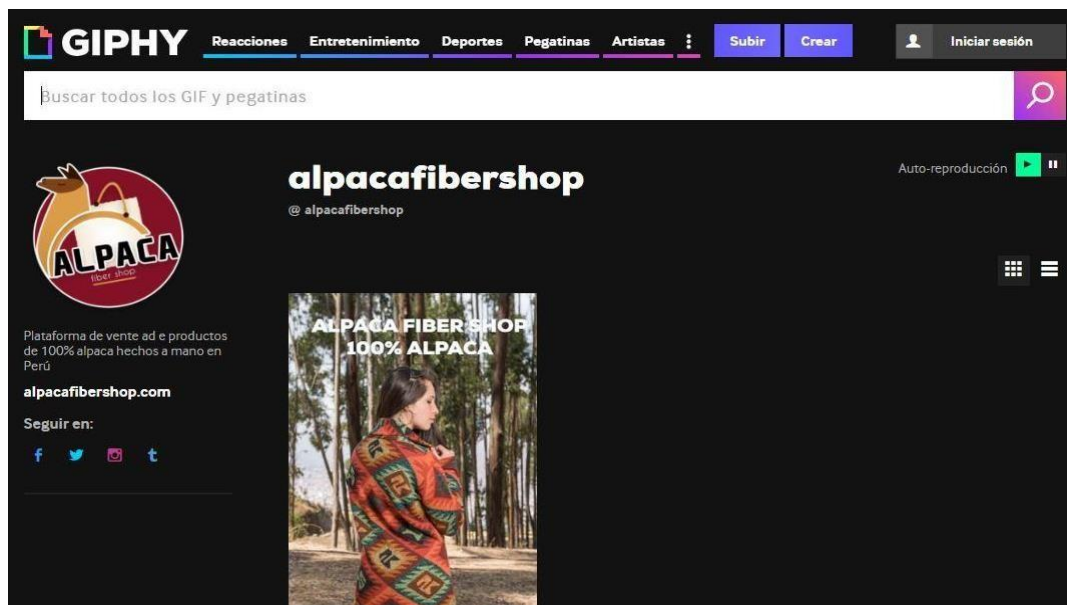 GIPHY
Reacciones Entretenimiento Deportes Pegatinas Artistas Subir Crear Iniciar sesión
Buscar todos los GIF y pegatinas
ALPACA
fiber shop
alpacafibershop
@ alpacafibershop
Auto-reproducción
Plataforma de vente ad e productos
de 100% alpaca hechos a mano en
Perú
alpacafibershop.com
Seguir en:
ALPACA FIBER SHOP
100% ALPACA